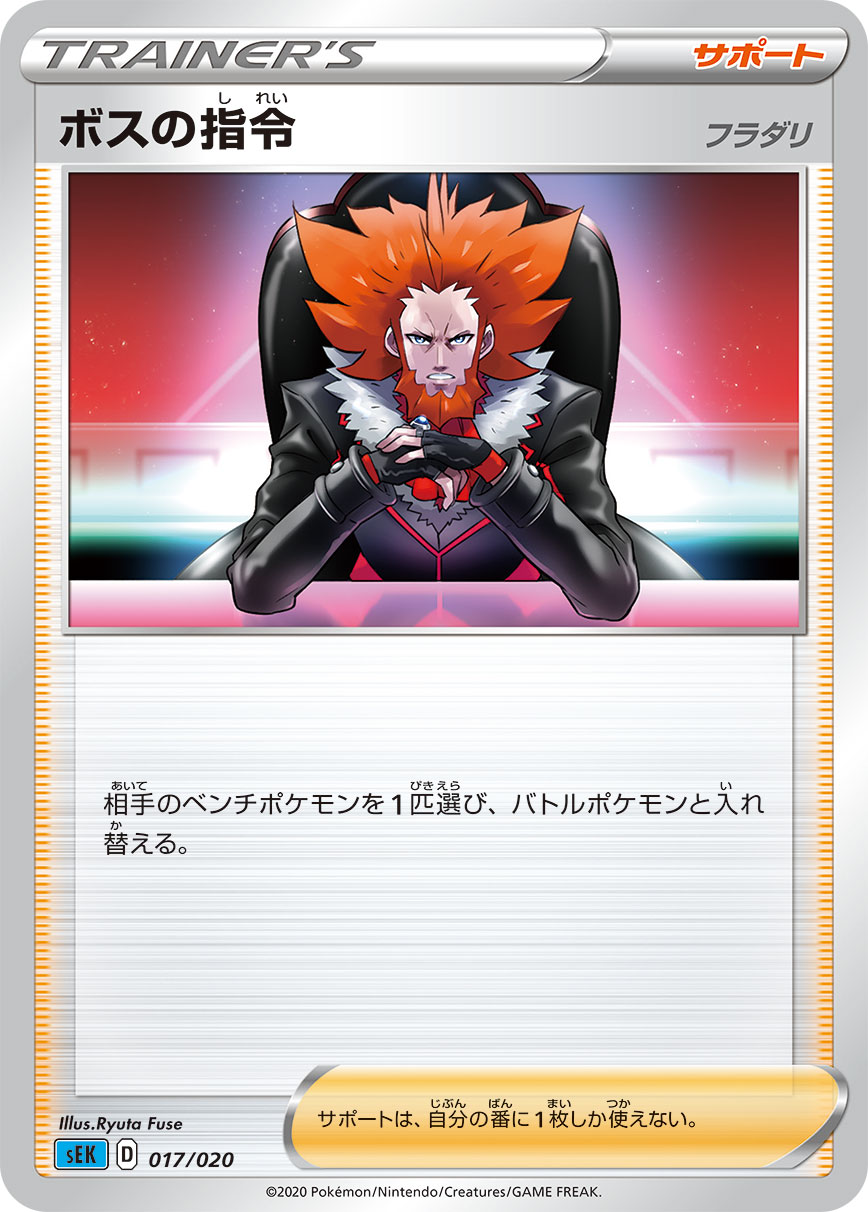 TRAINER'S サポート
し れい
ボスの指令 フラダリ
あいて ぴきえら い
相手のベンチポケモンを1匹選び、バトルポケモンと入れ
か
替える。
じぶん ばん まい つか
サポートは、自分の番に1枚しか使えない。
Illus.Ryuta Fuse
sEK D 017/020
©2020 Pokémon/Nintendo/Creatures/GAME FREAK.